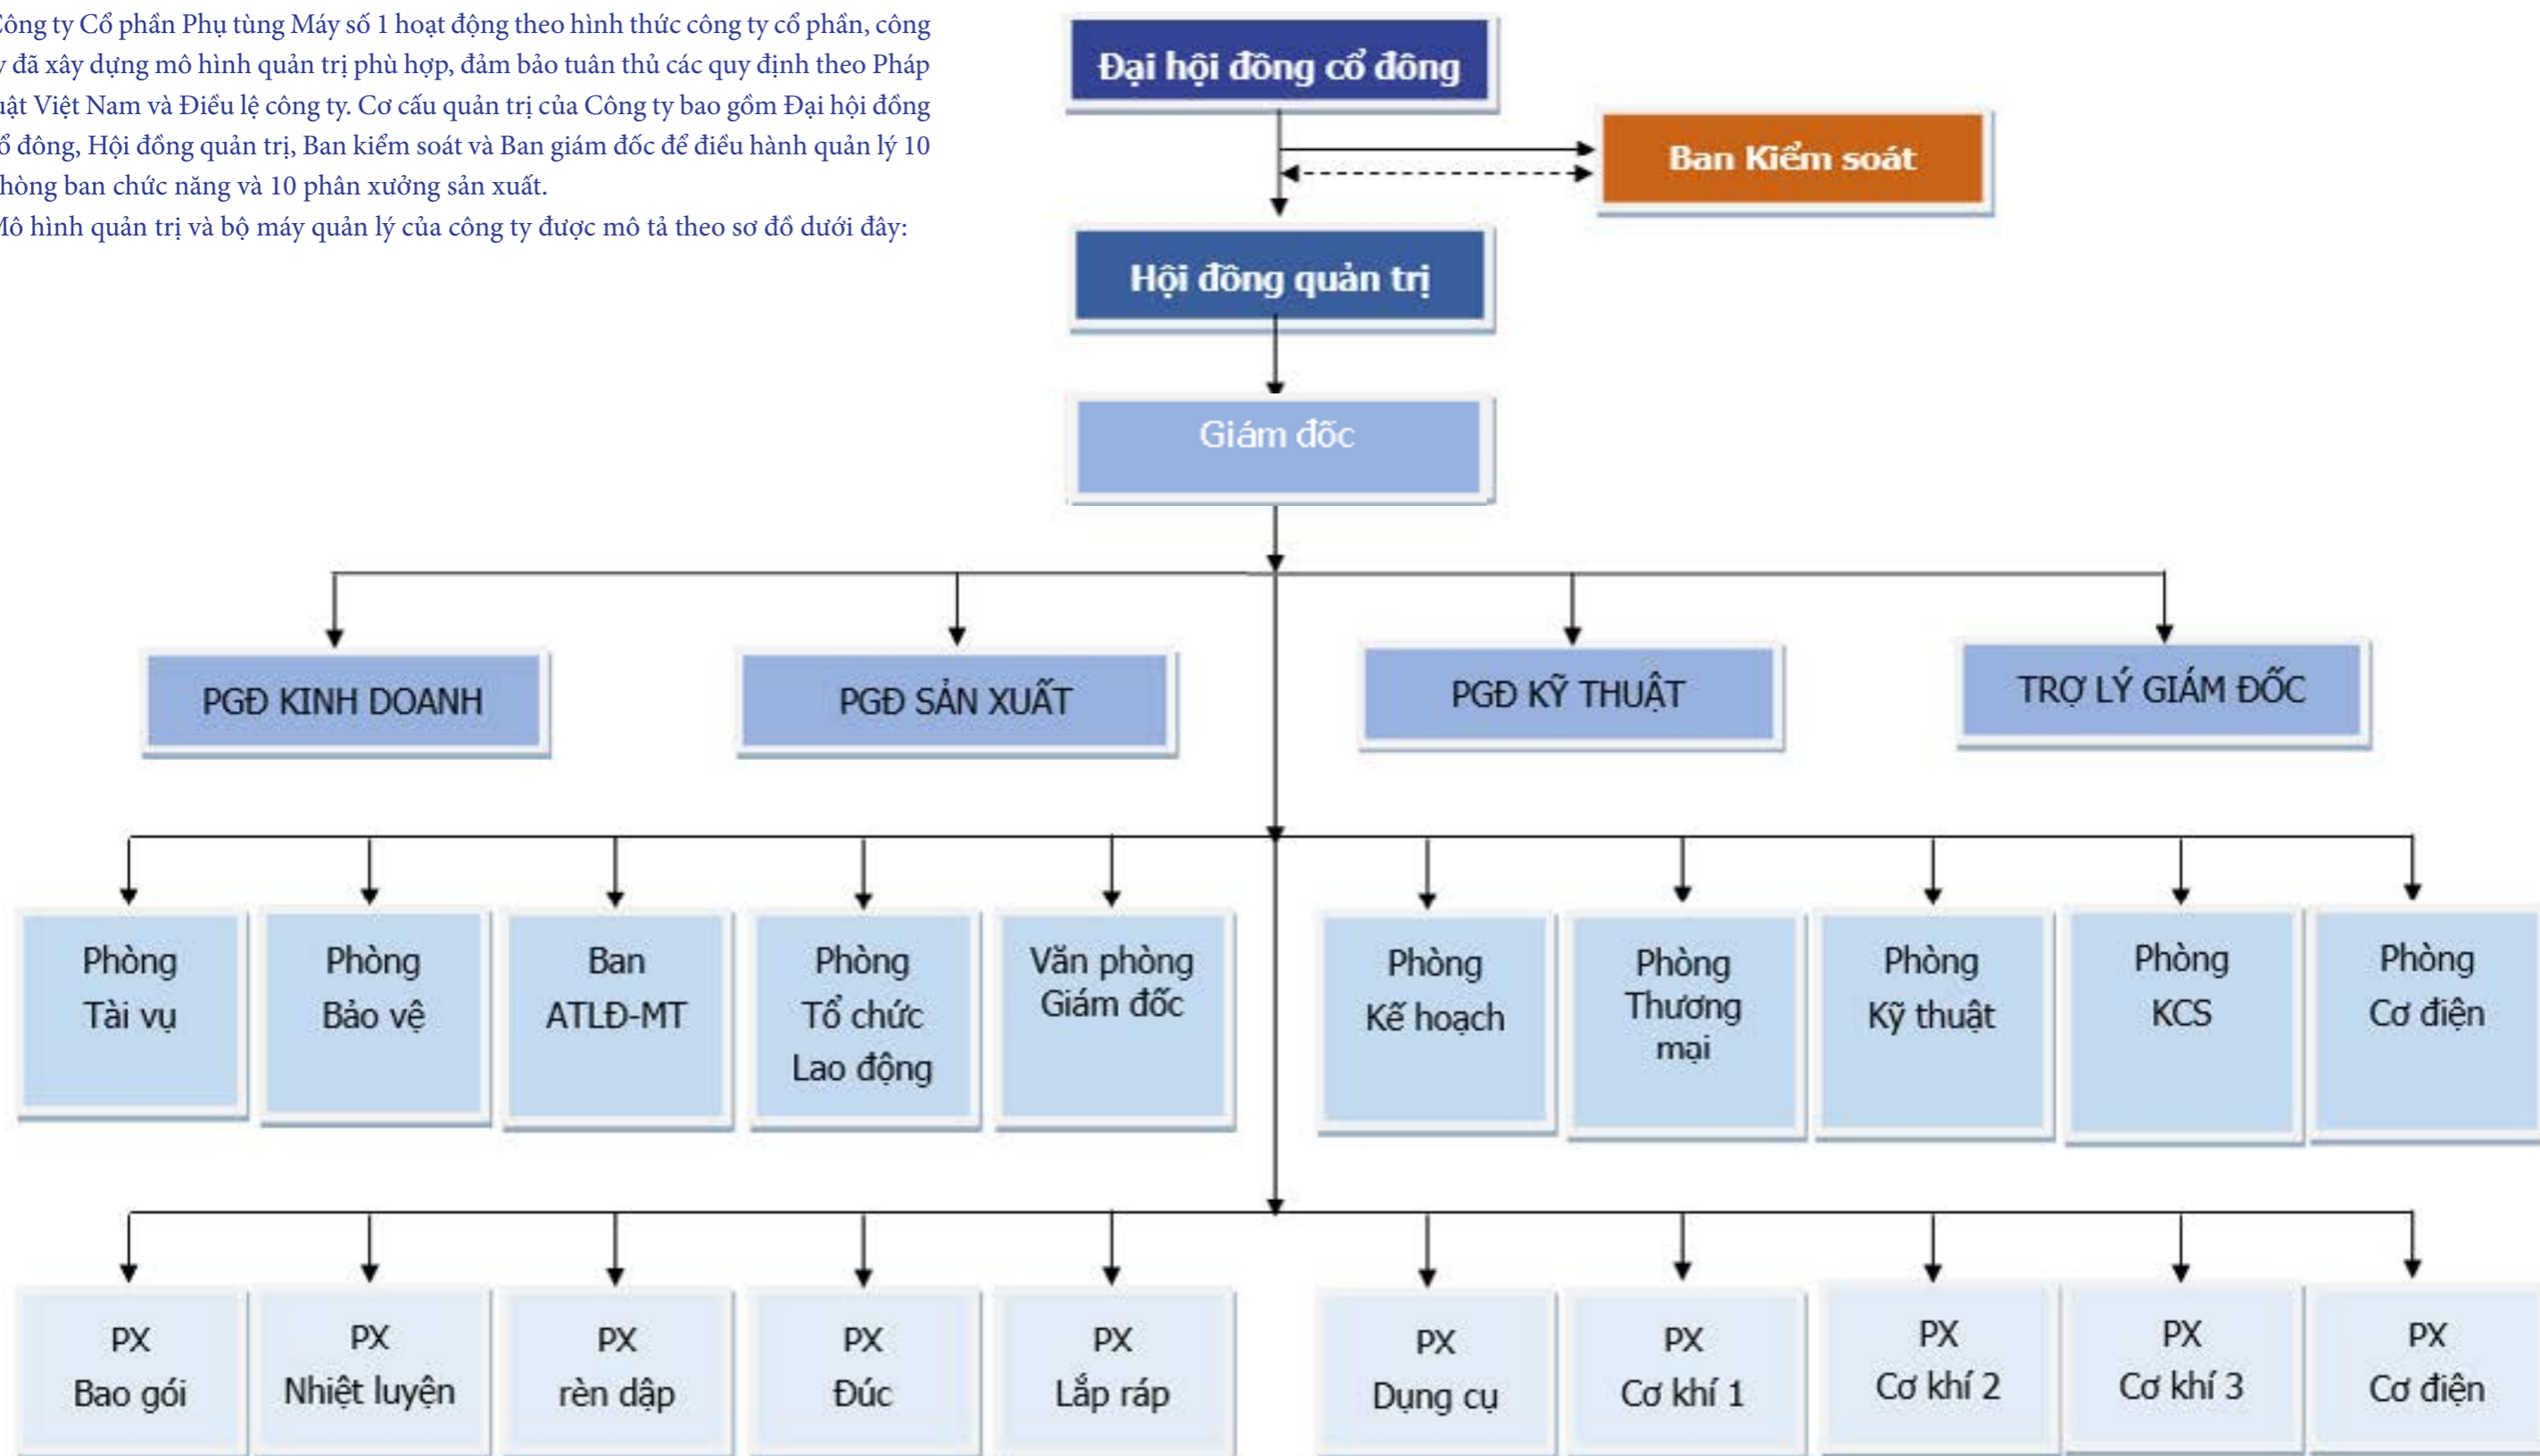 Công ty Cổ phần Phụ tùng Máy số 1 hoạt động theo hình thức công ty cổ phần, công
ty đã xây dựng mô hình quản trị phù hợp, đảm bảo tuân thủ các quy định theo Pháp
luật Việt Nam và Điều lệ công ty. Cơ cấu quản trị của Công ty bao gồm Đại hội đồng
cổ đông, Hội đồng quản trị, Ban kiểm soát và Ban giám đốc để điều hành quản lý 10
phòng ban chức năng và 10 phân xưởng sản xuất.
Mô hình quản trị và bộ máy quản lý của công ty được mô tả theo sơ đồ dưới đây:
Đại hội đồng cổ đông
Ban Kiểm soát
Hội đồng quản trị
Giám đốc
PGĐ KINH DOANH
PGĐ SẢN XUẤT
PGĐ KỸ THUẬT
TRỢ LÝ GIÁM ĐỐC
Phòng
Tài vụ
Phòng
Bảo vệ
Ban
ATLĐ-MT
Phòng
Tổ chức
Lao động
Văn phòng
Giám đốc
Phòng
Kế hoạch
Phòng
Thương
mại
Phòng
Kỹ thuật
Phòng
KCS
Phòng
Cơ điện
PX
Bao gói
PX
Nhiệt luyện
PX
rèn dập
PX
Đúc
PX
Lắp ráp
PX
Dụng cụ
PX
Cơ khí 1
PX
Cơ khí 2
PX
Cơ khí 3
PX
Cơ điện